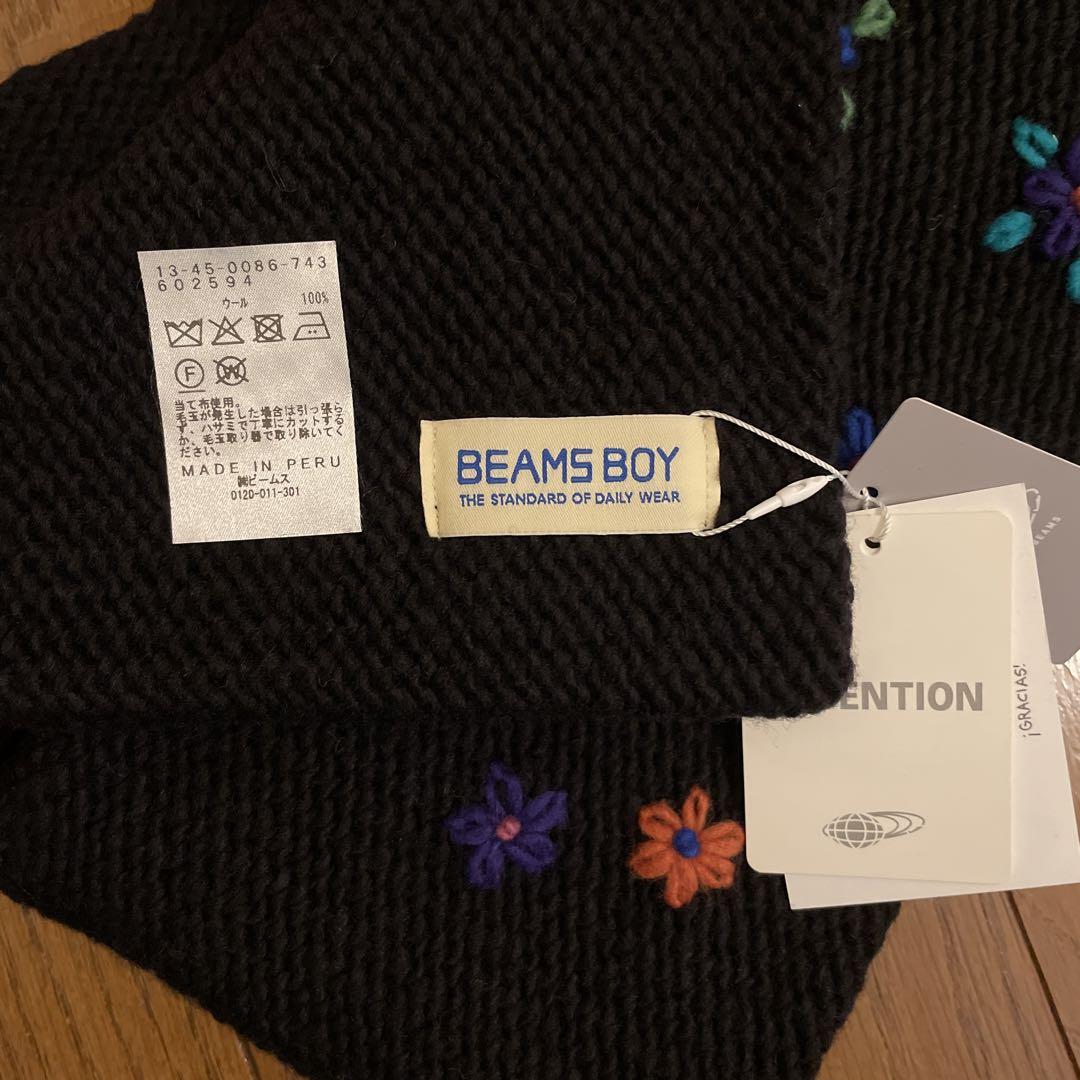 13-45-0086-743
602594
ウール 100%
F W
当て布使用。
毛玉が発生した場合は引っ張ら
ず、ハサミで丁寧にカットする
か、毛玉取り器で取り除いてく
ださい。
MADE IN PERU
㈱ビームス
0120-011-301
BEAMS BOY
THE STANDARD OF DAILY WEAR
ENTION
¡GRACIAS!
BEAMS